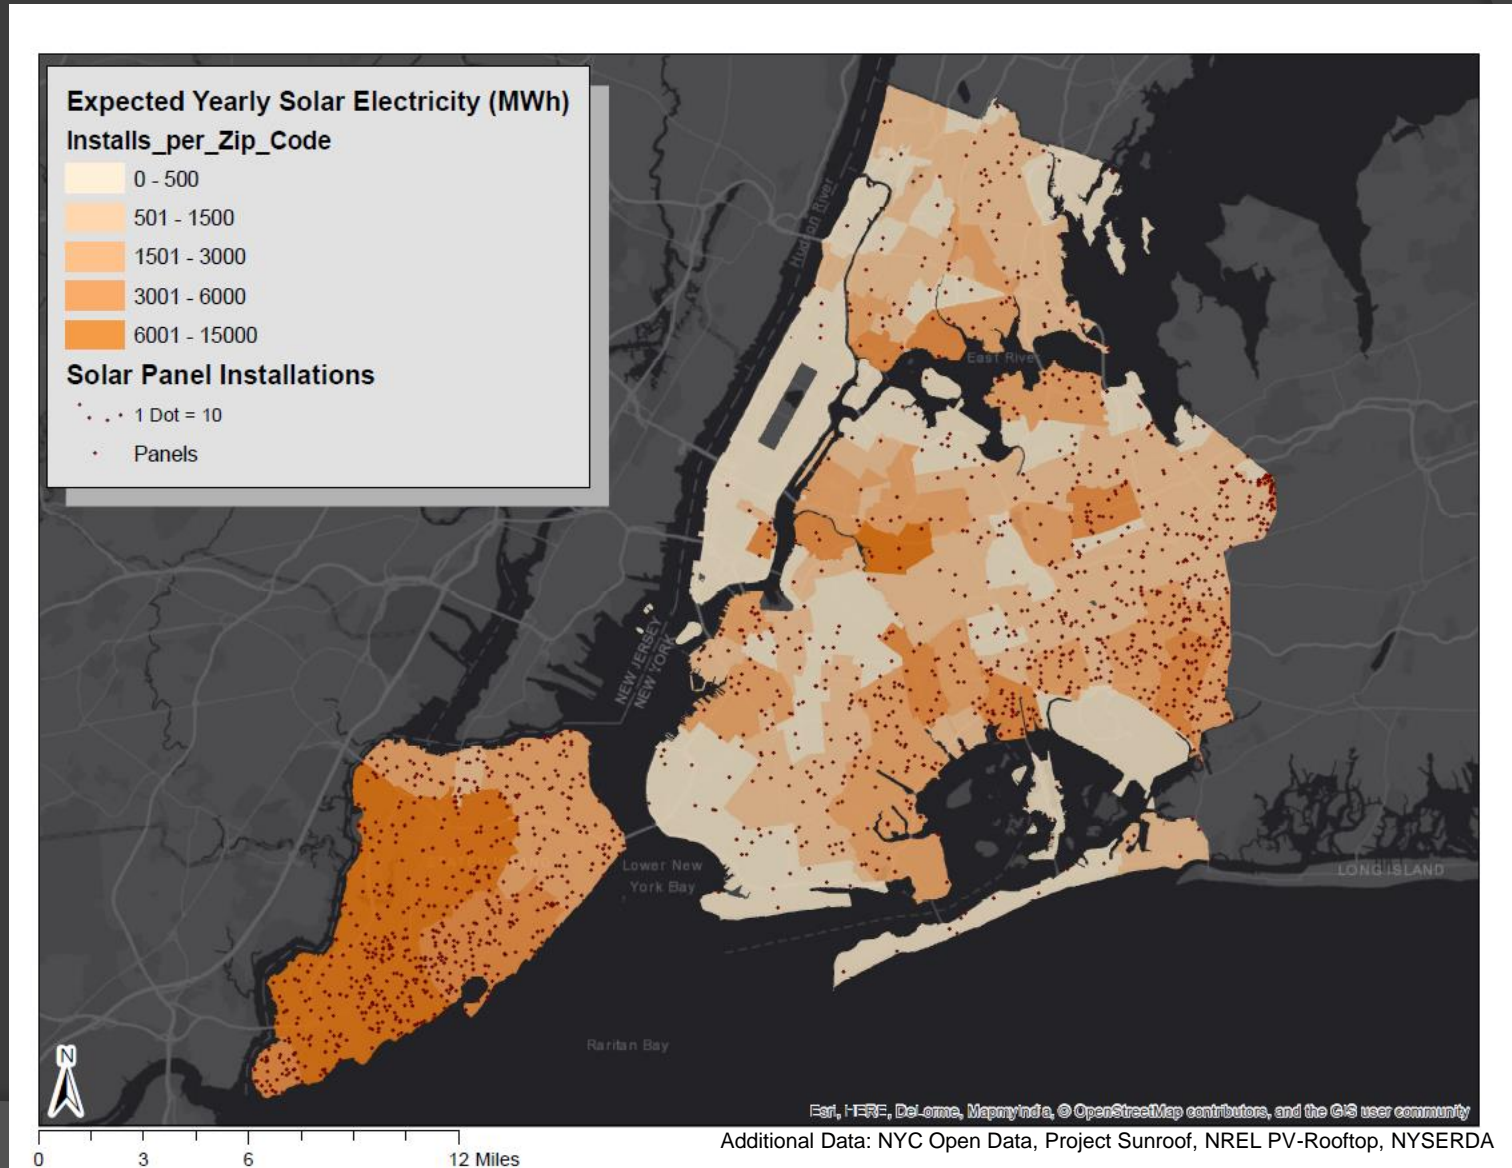 Expected Yearly Solar Electricity (MWh)
Installs_per_Zip_Code
0 - 500
501 - 1500
1501 - 3000
3001 - 6000
6001 - 15000
Solar Panel Installations
1 Dot = 10
Panels
Hudson River
East River
NEW JERSEY
NEW YORK
Lower New
York Bay
LONG ISLAND
Raritan Bay
N
Esri, HERE, DeLorme, MapmyIndia, © OpenStreetMap contributors, and the GIS user community
0 3 6 12 Miles
Additional Data: NYC Open Data, Project Sunroof, NREL PV-Rooftop, NYSERDA